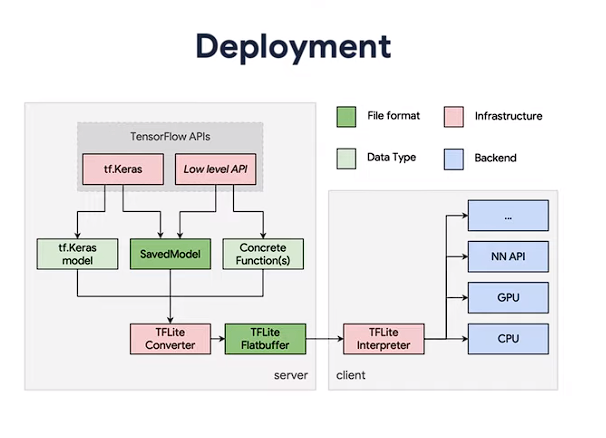 Deployment
File format
Infrastructure
Data Type
Backend
TensorFlow APIs
tf.Keras
Low level API
tf.Keras
model
SavedModel
Concrete
Function(s)
TFLite
Converter
TFLite
Flatbuffer
server
TFLite
Interpreter
...
NN API
GPU
CPU
client